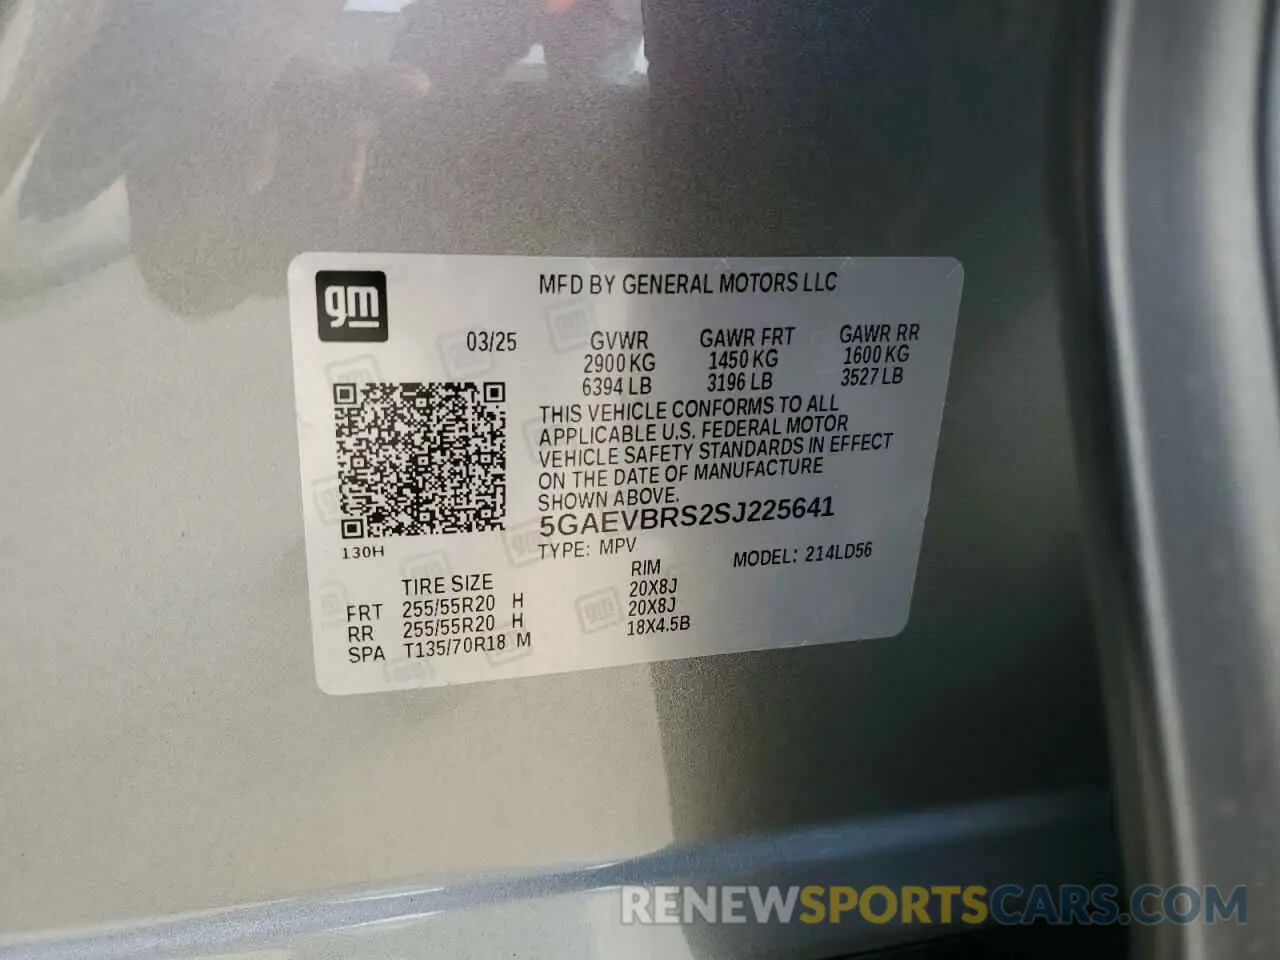 gm
MFD BY GENERAL MOTORS LLC
03/25
GVWR GAWR FRT GAWR RR
2900 KG 1450 KG 1600 KG
6394 LB 3196 LB 3527 LB
THIS VEHICLE CONFORMS TO ALL
APPLICABLE U.S. FEDERAL MOTOR
VEHICLE SAFETY STANDARDS IN EFFECT
ON THE DATE OF MANUFACTURE
SHOWN ABOVE.
5GAEVBRS2SJ225641
130H
TYPE: MPV MODEL: 214LD56
TIRE SIZE RIM
FRT 255/55R20 H 20X8J
RR 255/55R20 H 20X8J
SPA T135/70R18 M 18X4.5B
RENEWSPORTSCARS.COM